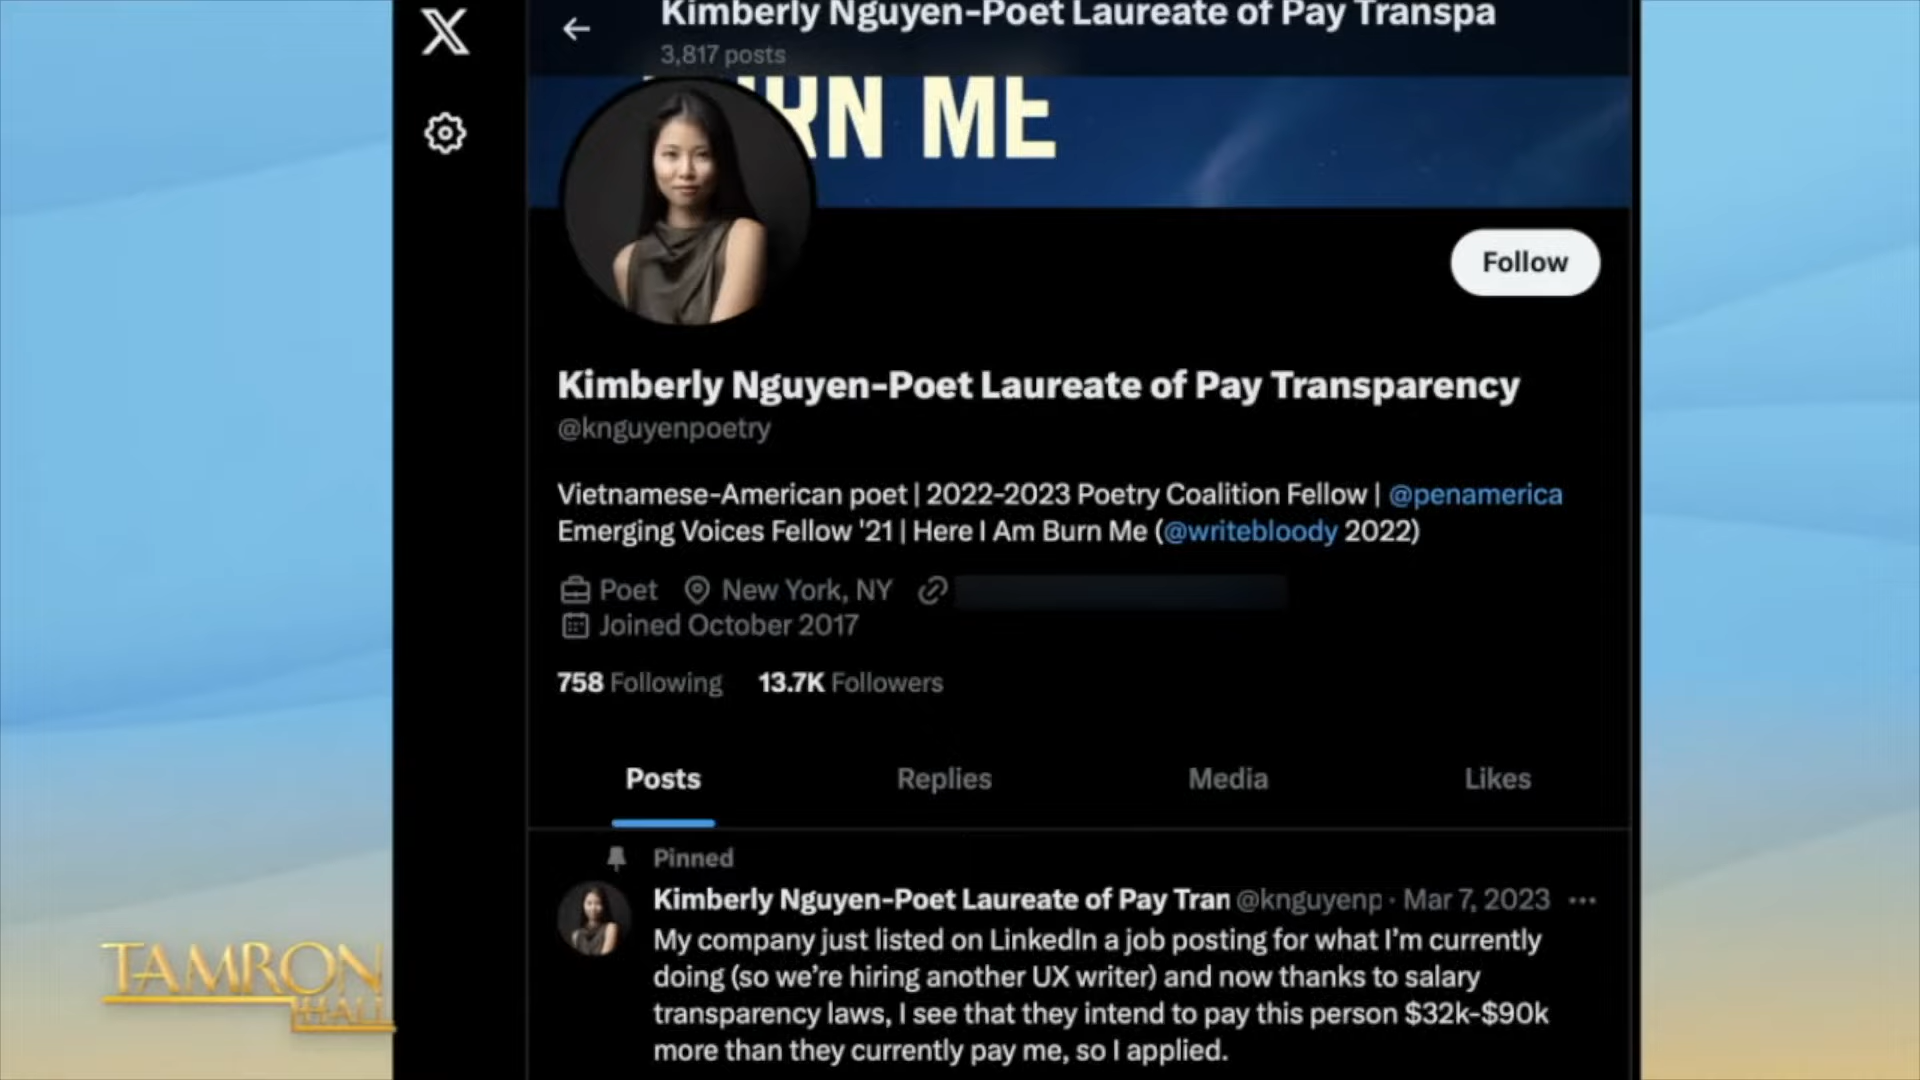 Kimberly Nguyen-Poet Laureate of Pay Transpa
3,817 posts
RN ME
Follow
Kimberly Nguyen-Poet Laureate of Pay Transparency
@knguyenpoetry
Vietnamese-American poet | 2022-2023 Poetry Coalition Fellow | @penamerica
Emerging Voices Fellow '21 | Here I Am Burn Me (@writebloody 2022)
Poet New York, NY
Joined October 2017
758 Following 13.7K Followers
Posts Replies Media Likes
Pinned
Kimberly Nguyen-Poet Laureate of Pay Tran @knguyenp · Mar 7, 2023 ...
My company just listed on LinkedIn a job posting for what I'm currently
doing (so we're hiring another UX writer) and now thanks to salary
transparency laws, I see that they intend to pay this person $32k-$90k
more than they currently pay me, so I applied.
TAMRON
HALL